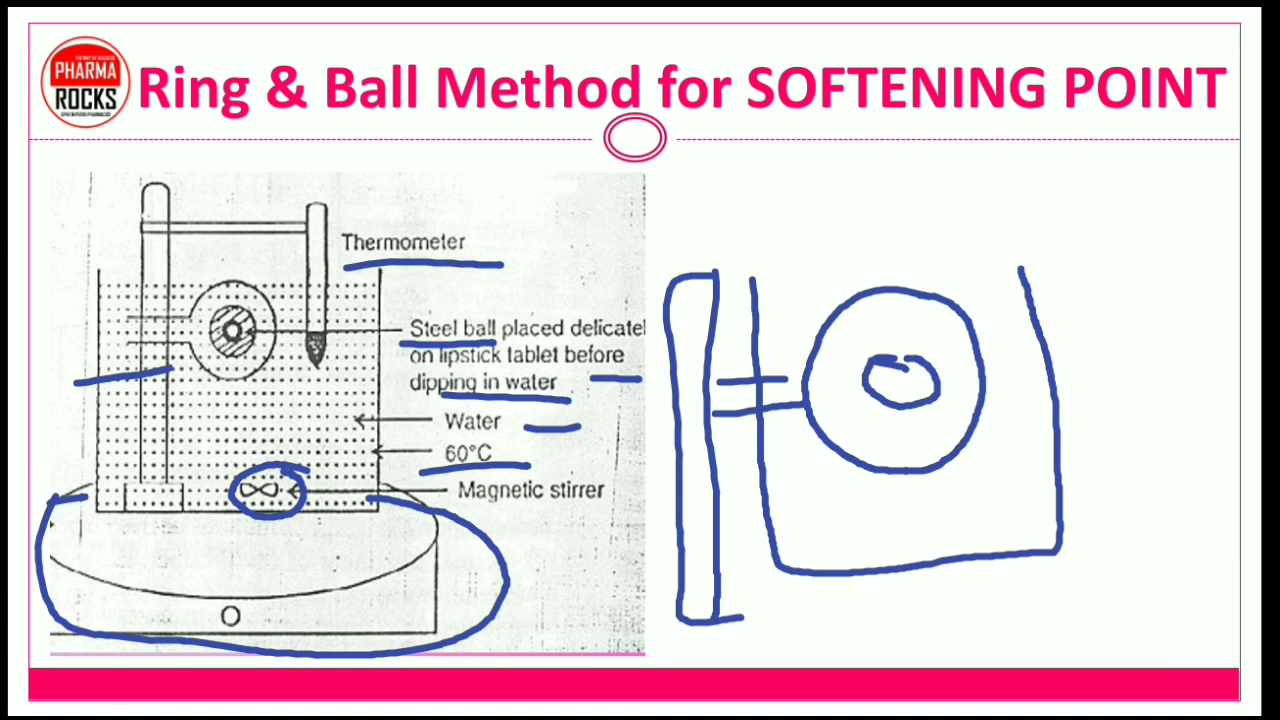 PHARMA
ROCKS
Ring & Ball Method for SOFTENING POINT
Thermometer
Steel ball placed delicatel
on lipstick tablet before
dipping in water
Water
60°C
Magnetic stirrer